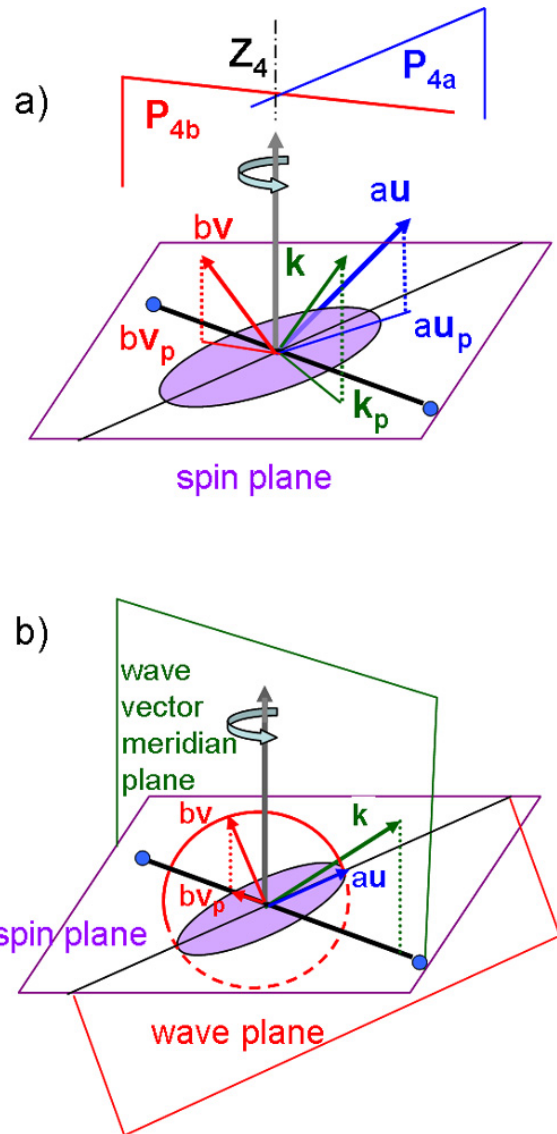 a)
Z4
P4a
P4b
au
bv
k
bvp
aup
kp
spin plane
b)
wave
vector
meridian
plane
bv
k
au
bvp
spin plane
wave plane